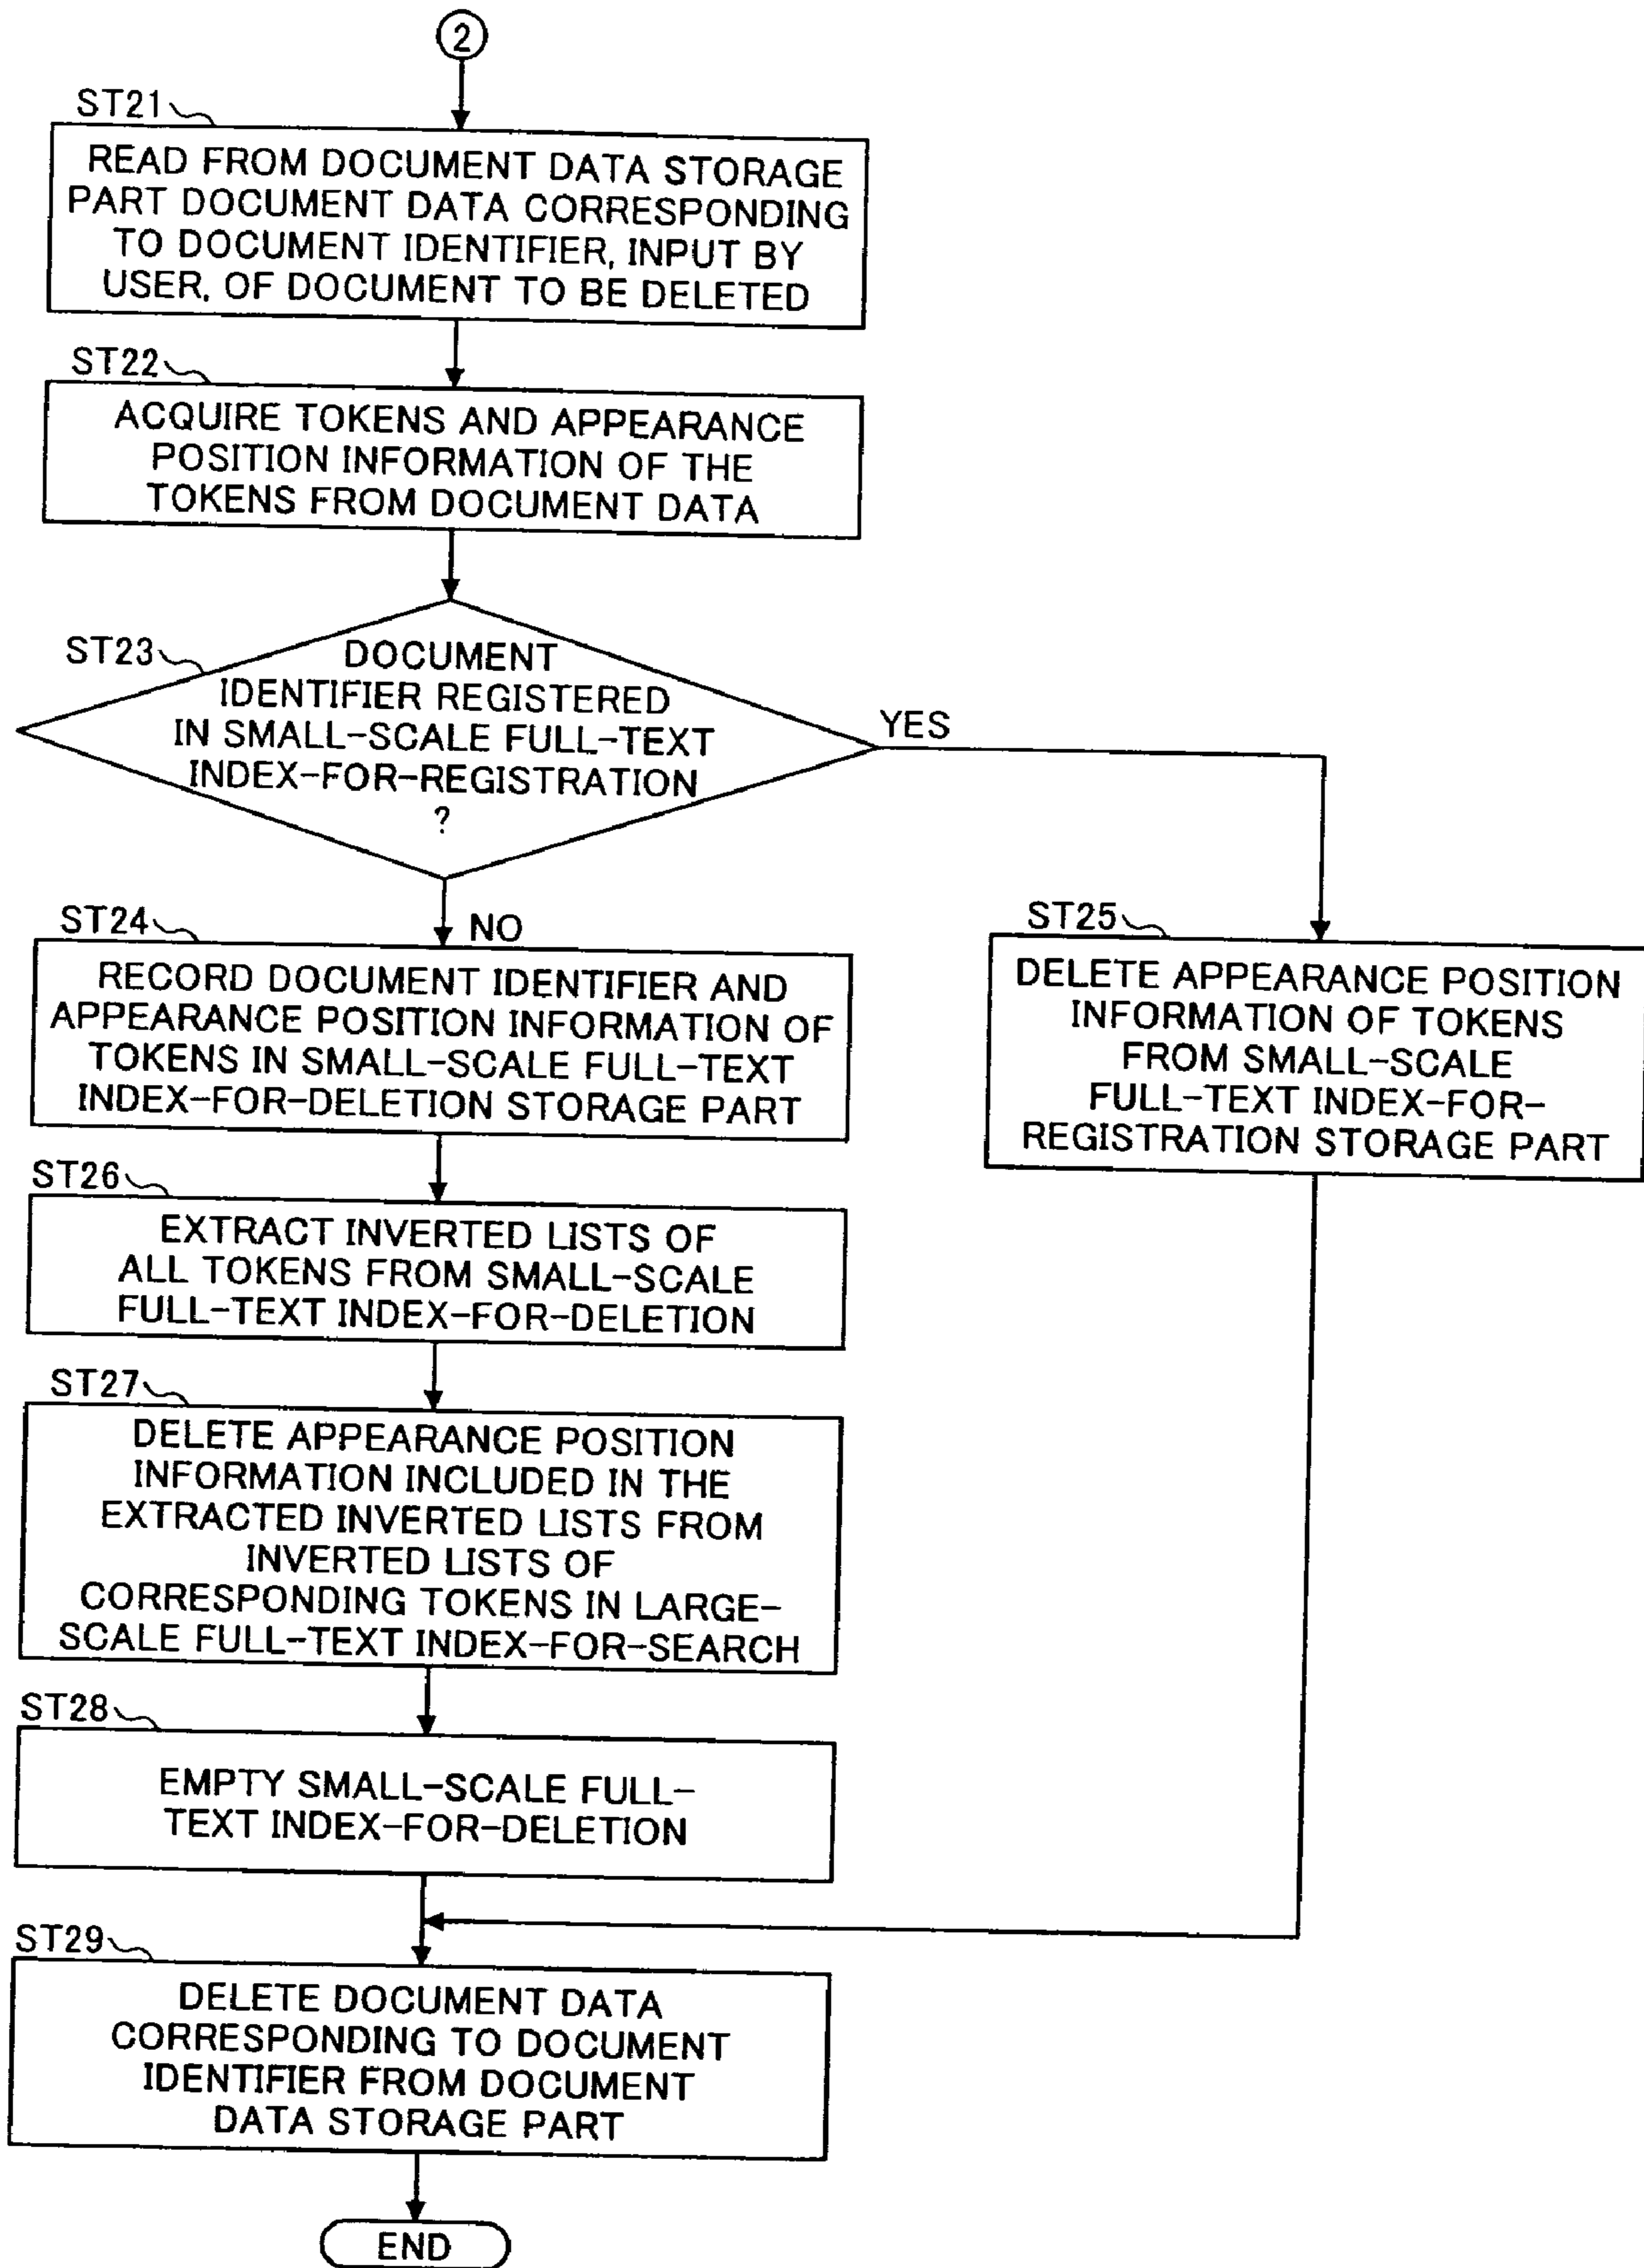 2
ST21
READ FROM DOCUMENT DATA STORAGE
PART DOCUMENT DATA CORRESPONDING
TO DOCUMENT IDENTIFIER, INPUT BY
USER, OF DOCUMENT TO BE DELETED
ST22
ACQUIRE TOKENS AND APPEARANCE
POSITION INFORMATION OF THE
TOKENS FROM DOCUMENT DATA
ST23
DOCUMENT
IDENTIFIER REGISTERED
IN SMALL-SCALE FULL-TEXT
INDEX-FOR-REGISTRATION
?
YES
NO
ST24
RECORD DOCUMENT IDENTIFIER AND
APPEARANCE POSITION INFORMATION OF
TOKENS IN SMALL-SCALE FULL-TEXT
INDEX-FOR-DELETION STORAGE PART
ST25
DELETE APPEARANCE POSITION
INFORMATION OF TOKENS
FROM SMALL-SCALE
FULL-TEXT INDEX-FOR-
REGISTRATION STORAGE PART
ST26
EXTRACT INVERTED LISTS OF
ALL TOKENS FROM SMALL-SCALE
FULL-TEXT INDEX-FOR-DELETION
ST27
DELETE APPEARANCE POSITION
INFORMATION INCLUDED IN THE
EXTRACTED INVERTED LISTS FROM
INVERTED LISTS OF
CORRESPONDING TOKENS IN LARGE-
SCALE FULL-TEXT INDEX-FOR-SEARCH
ST28
EMPTY SMALL-SCALE FULL-
TEXT INDEX-FOR-DELETION
ST29
DELETE DOCUMENT DATA
CORRESPONDING TO DOCUMENT
IDENTIFIER FROM DOCUMENT
DATA STORAGE PART
END